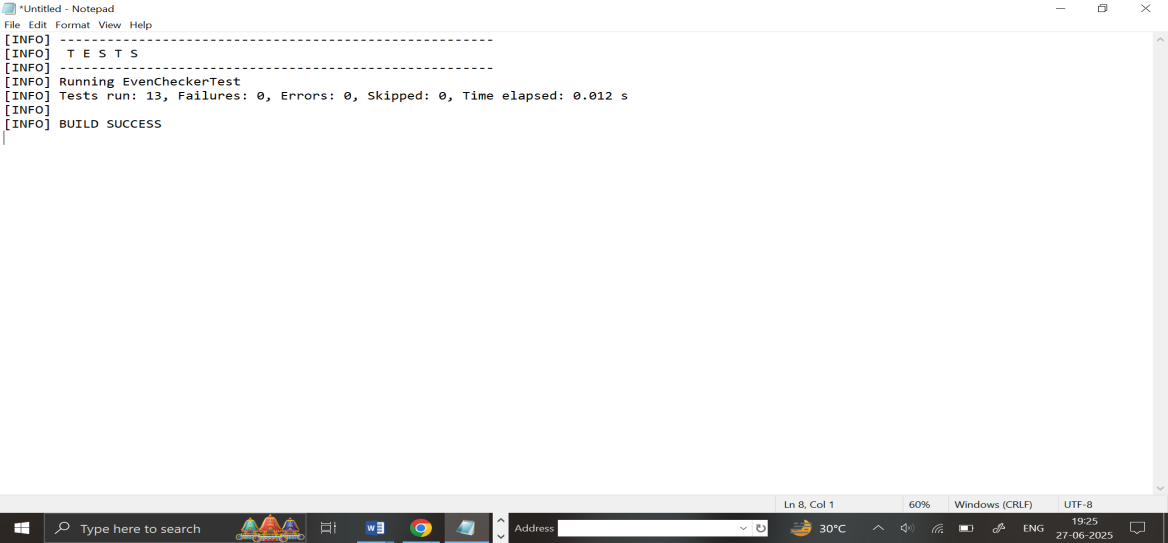 *Untitled - Notepad
File Edit Format View Help
[INFO] -------------------------------------------------------
[INFO]  T E S T S
[INFO] -------------------------------------------------------
[INFO] Running EvenCheckerTest
[INFO] Tests run: 13, Failures: 0, Errors: 0, Skipped: 0, Time elapsed: 0.012 s
[INFO]
[INFO] BUILD SUCCESS
Ln 8, Col 1 60% Windows (CRLF) UTF-8
Type here to search Address 30°C ENG 19:25
27-06-2025